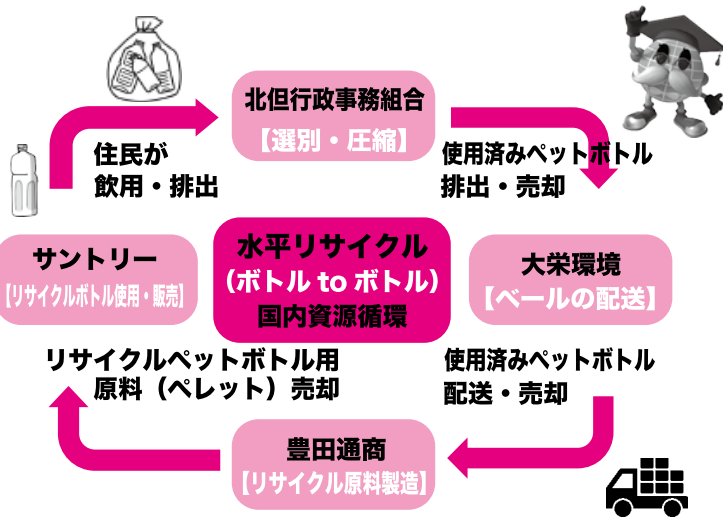 北但行政事務組合
【選別・圧縮】
住民が
飲用・排出
使用済みペットボトル
排出・売却
サントリー
【リサイクルボトル使用・販売】
水平リサイクル
（ボトル to ボトル）
国内資源循環
大栄環境
【ベールの配送】
リサイクルペットボトル用
原料（ペレット）売却
使用済みペットボトル
配送・売却
豊田通商
【リサイクル原料製造】